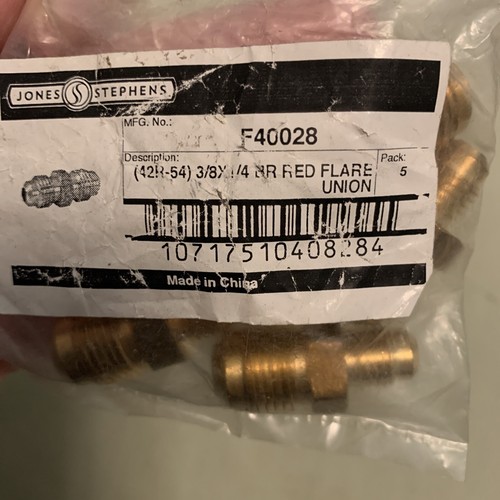 JONES S STEPHENS
MFG. No.:
F40028
Description:
Pack:
(42R-64) 3/8X1/4 BR RED FLARE
5
UNION
10717510408284
Made in China